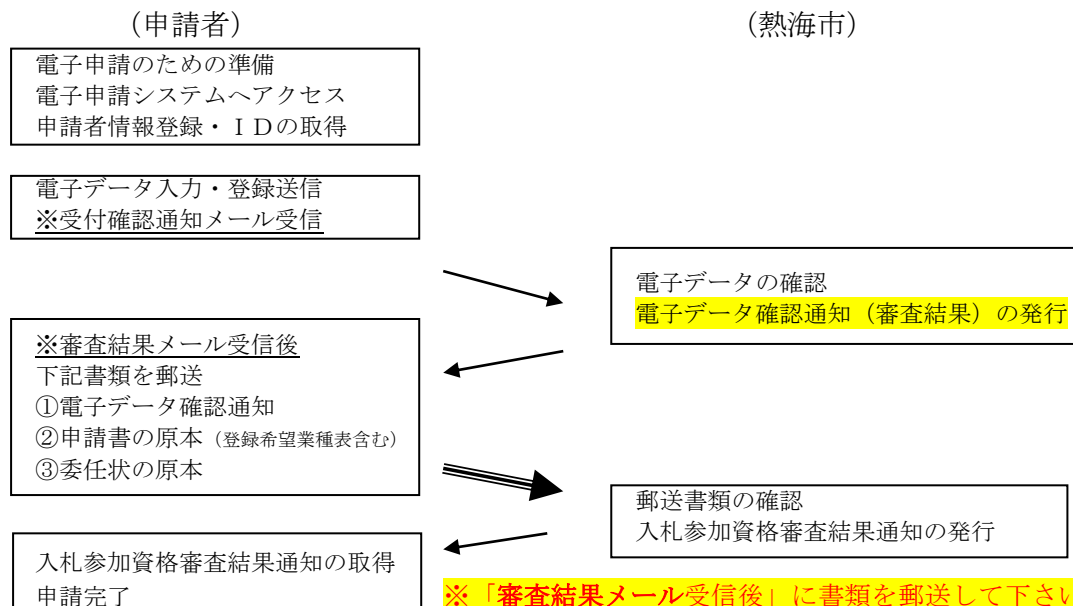 （申請者）
（熱海市）
電子申請のための準備
電子申請システムへアクセス
申請者情報登録・ＩＤの取得
電子データ入力・登録送信
※受付確認通知メール受信
電子データの確認
電子データ確認通知（審査結果）の発行
※審査結果メール受信後
下記書類を郵送
①電子データ確認通知
②申請書の原本（登録希望業種表含む）
③委任状の原本
郵送書類の確認
入札参加資格審査結果通知の発行
入札参加資格審査結果通知の取得
申請完了
※「審査結果メール受信後」に書類を郵送して下さい